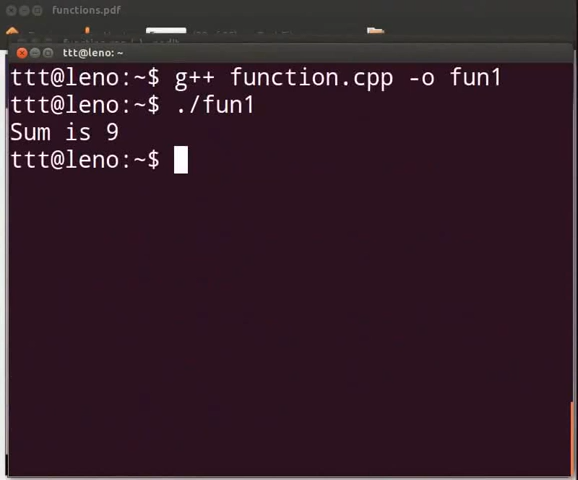 functions.pdf
ttt@leno: ~
ttt@leno:~$ g++ function.cpp -o fun1
ttt@leno:~$ ./fun1
Sum is 9
ttt@leno:~$